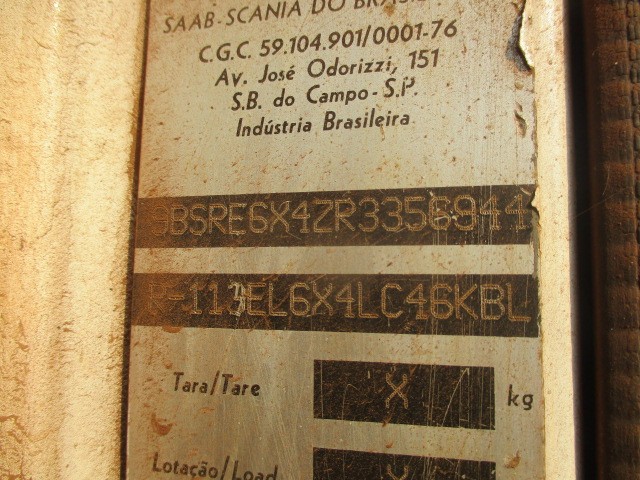 SAAB-SCANIA DO BRASIL
C.G.C. 59.104.901/0001-76
Av. José Odorizzi, 151
S.B. do Campo-S.P.
Indústria Brasileira
9BSRE6X4ZR3356944
R-113EL6X4LC46KBL
Tara/Tare X kg
Lotação/Load X